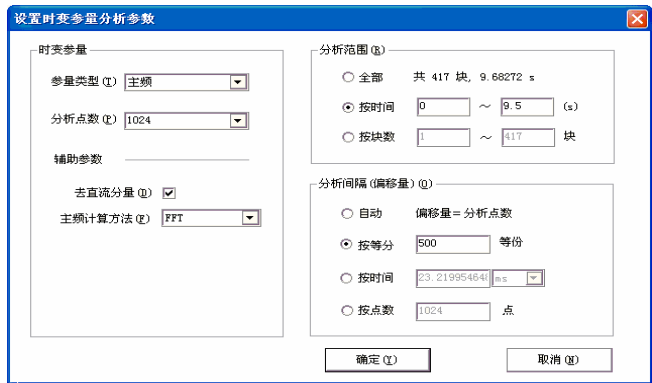 设置时变参量分析参数
时变参量
参量类型(T) 主频
分析点数(P) 1024
辅助参数
去直流分量(D)
主频计算方法(F) FFT
分析范围(R)
全部 共 417 块, 9.68272 s
按时间 0 ～ 9.5 (s)
按块数 1 ～ 417 块
分析间隔(偏移量)(O)
自动 偏移量=分析点数
按等分 500 等份
按时间 23.21995464 ms
按点数 1024 点
确定(Y) 取消(N)